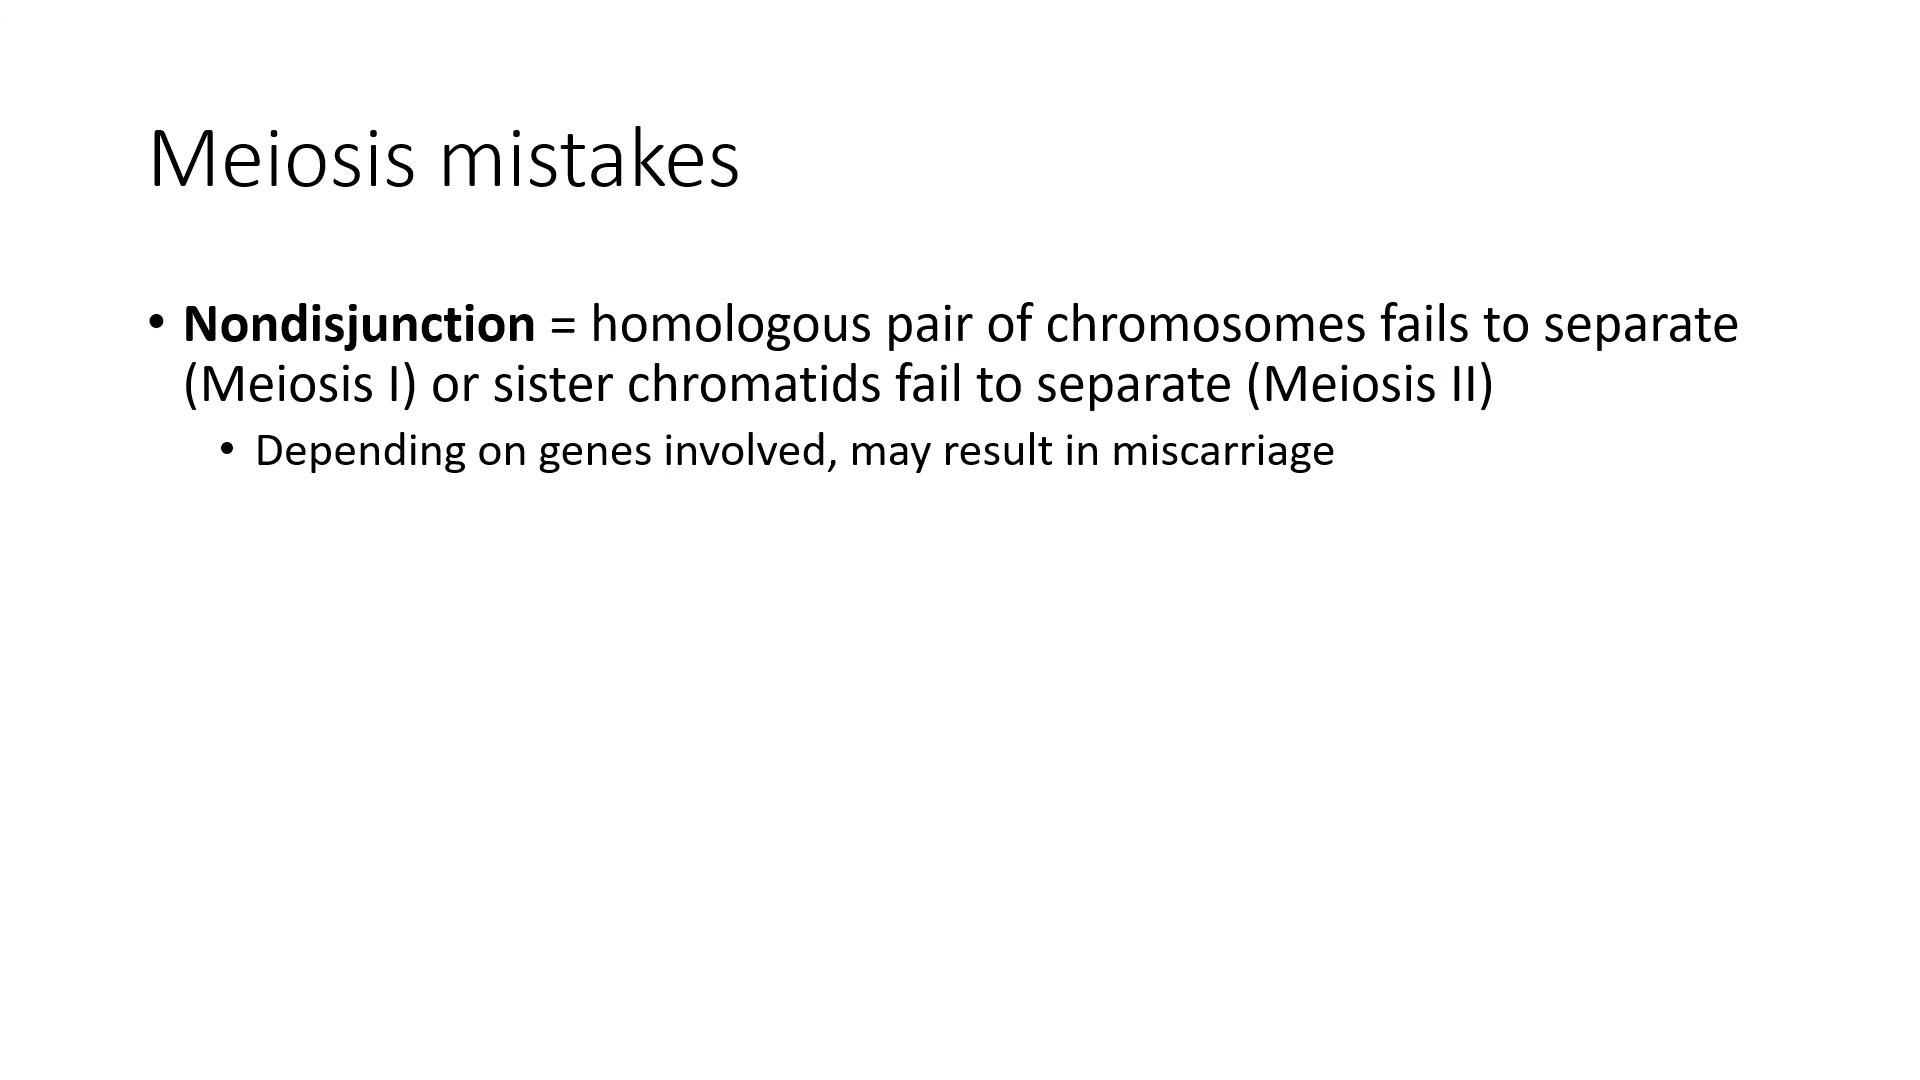 Meiosis mistakes
• Nondisjunction = homologous pair of chromosomes fails to separate
(Meiosis I) or sister chromatids fail to separate (Meiosis II)
• Depending on genes involved, may result in miscarriage